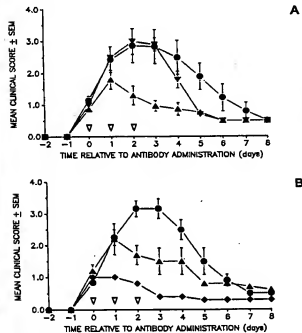 A
MEAN CLINICAL SCORE ± SEM
4.0
3.0
2.0
1.0
0.0
-2 -1 0 1 2 3 4 5 6 7 8
TIME RELATIVE TO ANTIBODY ADMINISTRATION (days)
B
MEAN CLINICAL SCORE ± SEM
4.0
3.0
2.0
1.0
0.0
-2 -1 0 1 2 3 4 5 6 7 8
TIME RELATIVE TO ANTIBODY ADMINISTRATION (days)